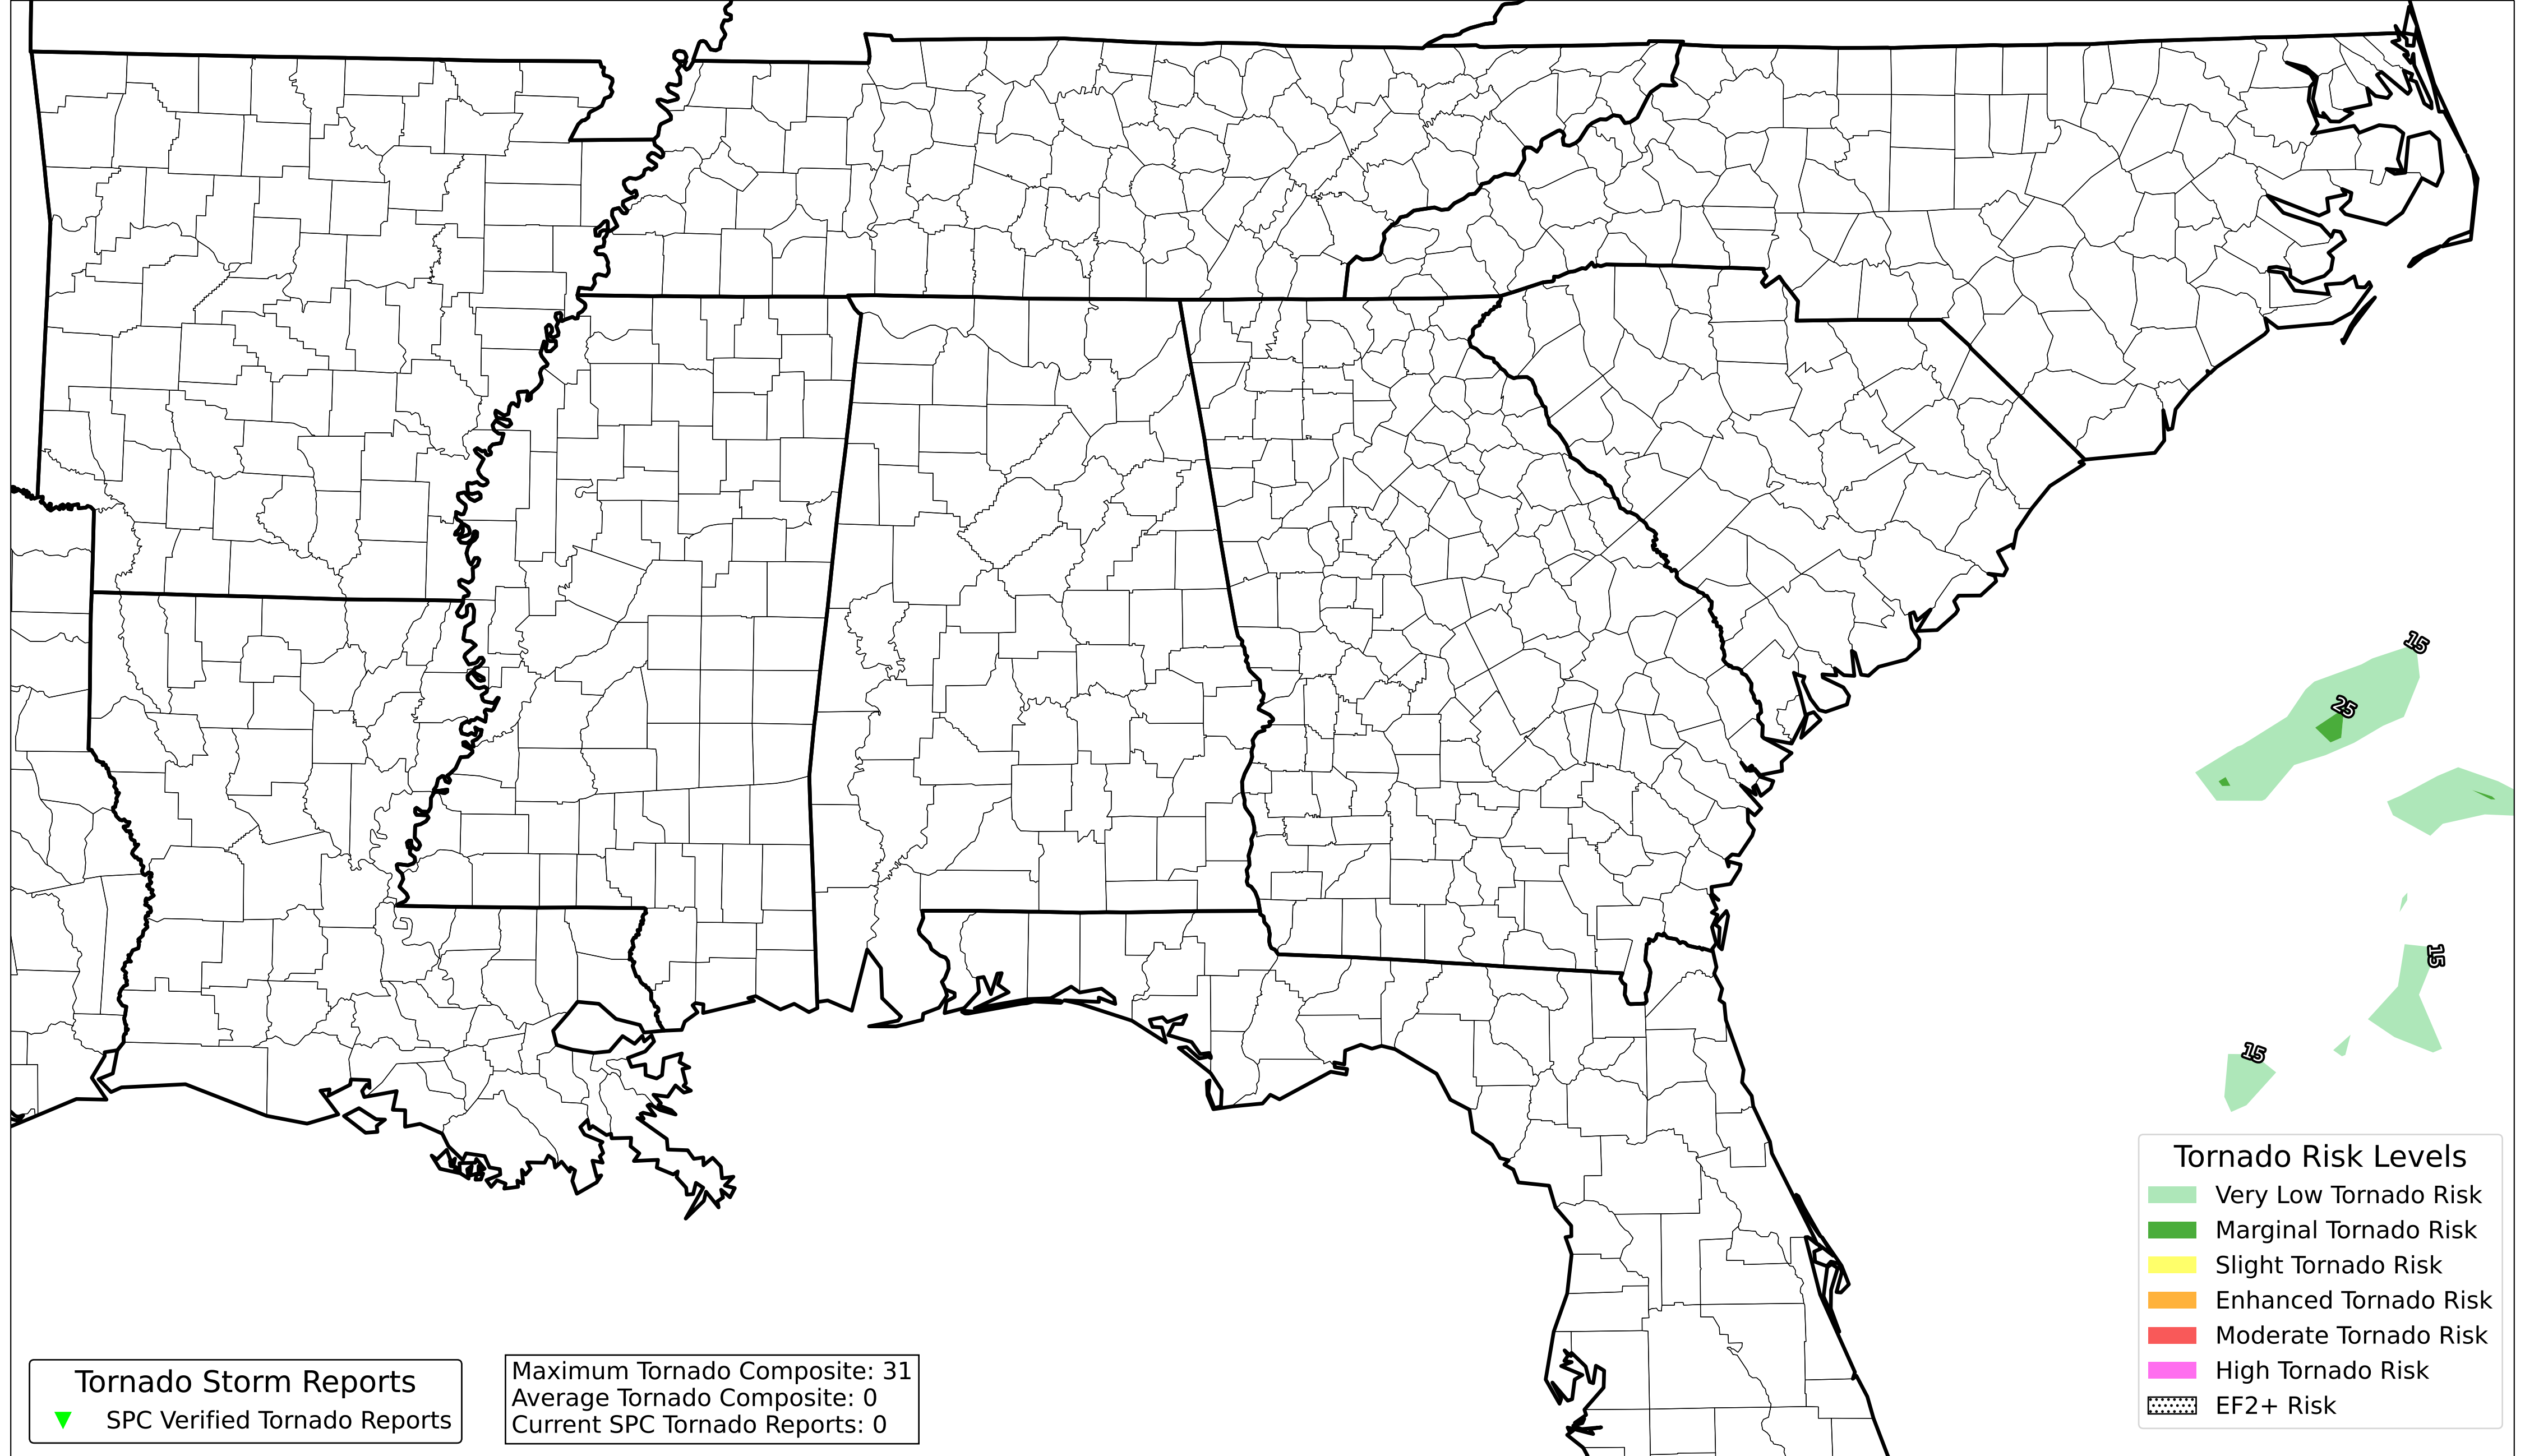 15
25
15
15
Tornado Risk Levels
Very Low Tornado Risk
Marginal Tornado Risk
Slight Tornado Risk
Enhanced Tornado Risk
Moderate Tornado Risk
High Tornado Risk
EF2+ Risk
Tornado Storm Reports
SPC Verified Tornado Reports
Maximum Tornado Composite: 31
Average Tornado Composite: 0
Current SPC Tornado Reports: 0